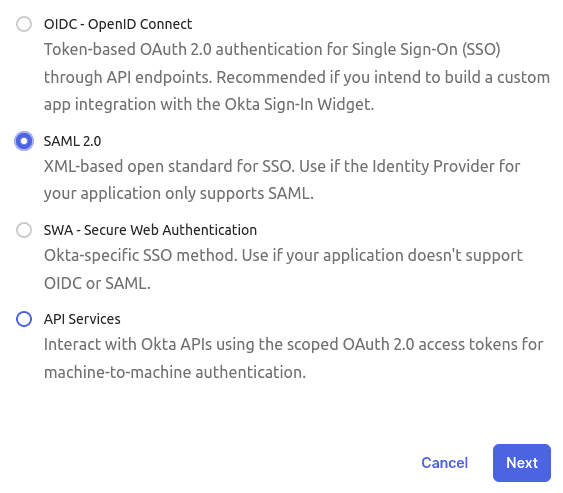 OIDC - OpenID Connect
Token-based OAuth 2.0 authentication for Single Sign-On (SSO)
through API endpoints. Recommended if you intend to build a custom
app integration with the Okta Sign-In Widget.
SAML 2.0
XML-based open standard for SSO. Use if the Identity Provider for
your application only supports SAML.
SWA - Secure Web Authentication
Okta-specific SSO method. Use if your application doesn't support
OIDC or SAML.
API Services
Interact with Okta APIs using the scoped OAuth 2.0 access tokens for
machine-to-machine authentication.
Cancel Next